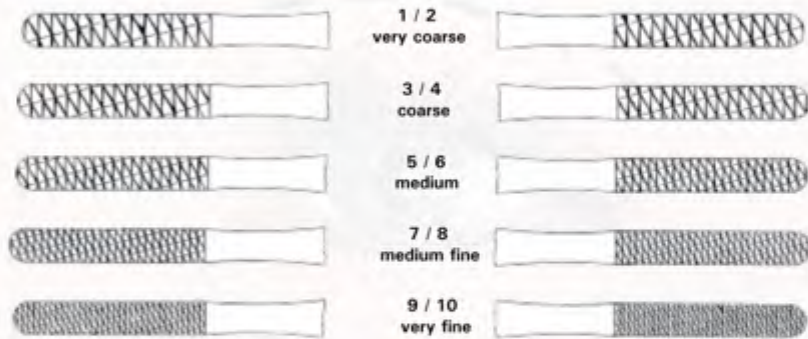 1 / 2
very coarse
3 / 4
coarse
5 / 6
medium
7 / 8
medium fine
9 / 10
very fine